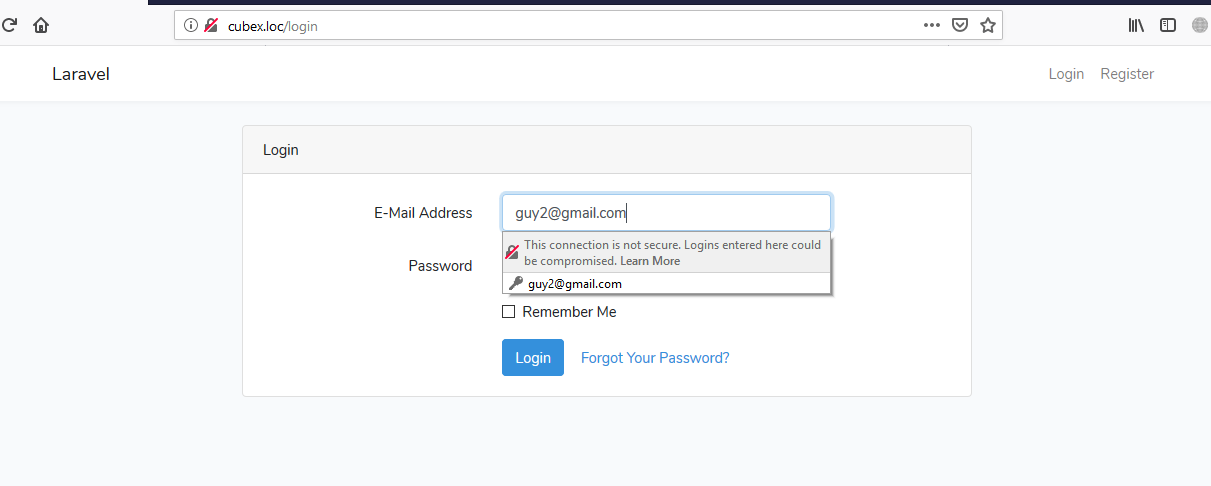 cubex.loc/login
Laravel
Login
Register
Login
E-Mail Address
guy2@gmail.com
This connection is not secure. Logins entered here could
be compromised. Learn More
Password
guy2@gmail.com
Remember Me
Login
Forgot Your Password?